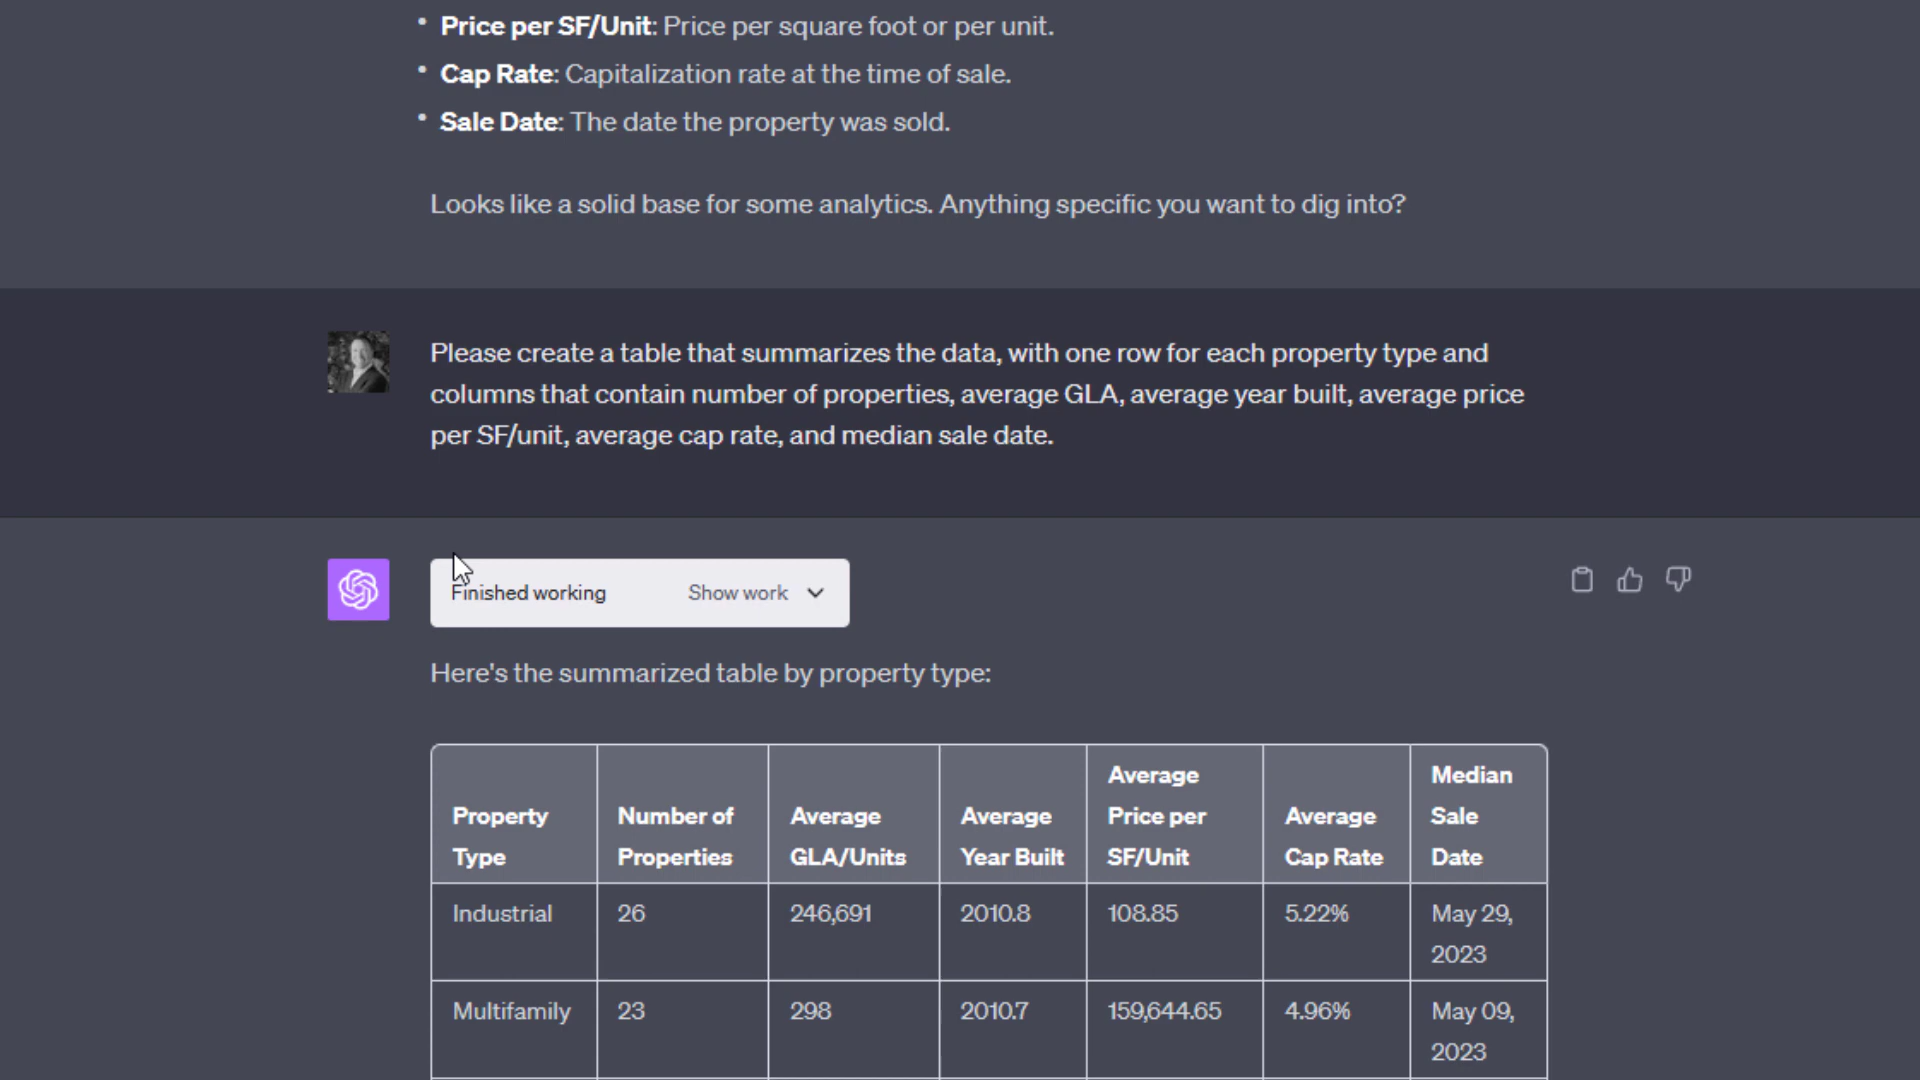 • Price per SF/Unit: Price per square foot or per unit.
• Cap Rate: Capitalization rate at the time of sale.
• Sale Date: The date the property was sold.
Looks like a solid base for some analytics. Anything specific you want to dig into?
Please create a table that summarizes the data, with one row for each property type and
columns that contain number of properties, average GLA, average year built, average price
per SF/unit, average cap rate, and median sale date.
Finished working Show work
Here's the summarized table by property type:
Property Type Number of Properties Average GLA/Units Average Year Built Average Price per SF/Unit Average Cap Rate Median Sale Date
Industrial 26 246,691 2010.8 108.85 5.22% May 29, 2023
Multifamily 23 298 2010.7 159,644.65 4.96% May 09, 2023